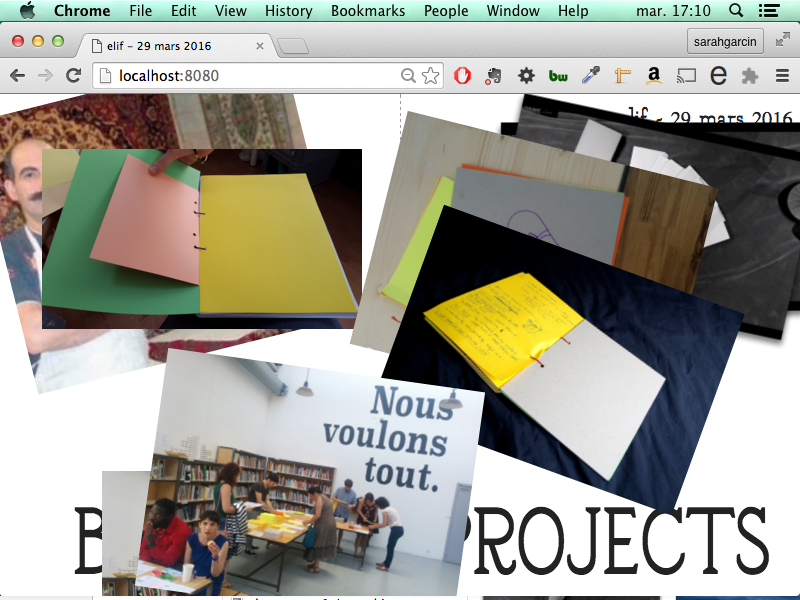 Chrome File Edit View History Bookmarks People Window Help mar. 17:10
elif – 29 mars 2016
sarahgarcin
localhost:8080
elif - 29 mars 2016
Nous
voulons
tout.
PROJECTS